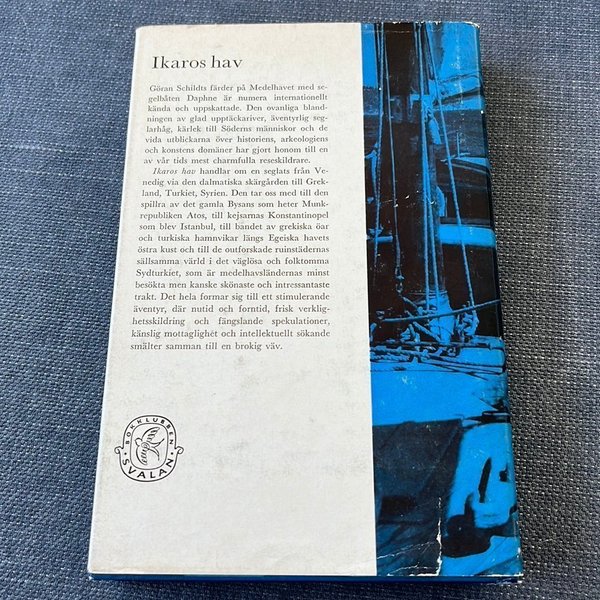 Ikaros hav
Göran Schildts färder på Medelhavet med se-
gelbåten Daphne är numera internationellt
kända och uppskattade. Den ovanliga bland-
ningen av glad upptäckariver, äventyrlig seg-
larhåg, kärlek till Söderns människor och de
vida utblickarna över historiens, arkeologiens
och konstens domäner har gjort honom till en
av vår tids mest charmfulla reseskildrare.
Ikaros hav handlar om en seglats från Ve-
nedig via den dalmatiska skärgården till Grek-
land, Turkiet, Syrien. Den tar oss med till den
spillra av det gamla Bysans som heter Munk-
republiken Atos, till kejsarnas Konstantinopel
som blev Istanbul, till bandet av grekiska öar
och turkiska hamnvikar längs Egeiska havets
östra kust och till de outforskade ruinstädernas
sällsamma värld i det väglösa och folktomma
Sydturkiet, som är medelhavsländernas minst
besökta men kanske skönaste och intressantaste
trakt. Det hela formar sig till ett stimulerande
äventyr, där nutid och forntid, frisk verklig-
hetsskildring och fängslande spekulationer,
känslig mottaglighet och intellektuellt sökande
smälter samman till en brokig väv.
BOKKLUBBEN
SVALAN